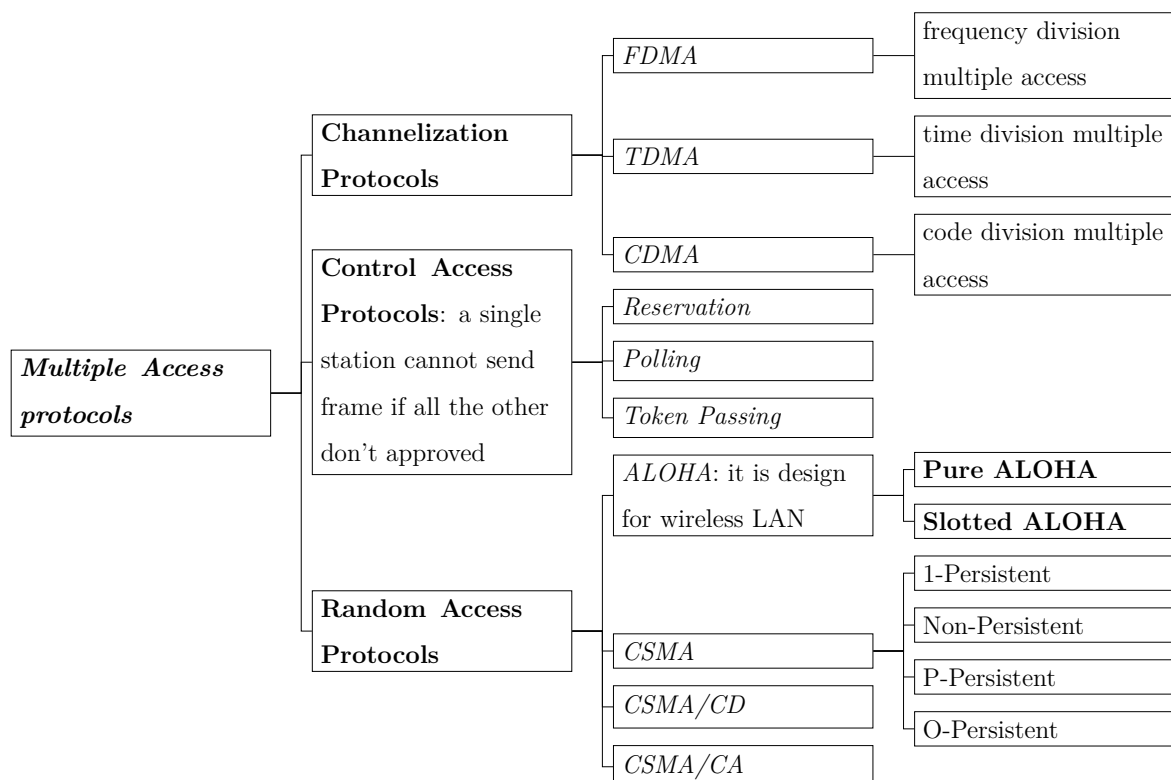 Multiple Access
protocols
Channelization
Protocols
FDMA
frequency division
multiple access
TDMA
time division multiple
access
CDMA
code division multiple
access
Control Access
Protocols: a single
station cannot send
frame if all the other
don't approved
Reservation
Polling
Token Passing
Random Access
Protocols
ALOHA: it is design
for wireless LAN
Pure ALOHA
Slotted ALOHA
CSMA
1-Persistent
Non-Persistent
P-Persistent
O-Persistent
CSMA/CD
CSMA/CA